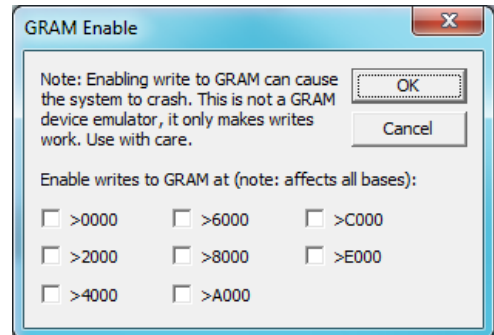 GRAM Enable
Note: Enabling write to GRAM can cause
the system to crash. This is not a GRAM
device emulator, it only makes writes
work. Use with care.
OK
Cancel
Enable writes to GRAM at (note: affects all bases):
>0000 >6000 >C000
>2000 >8000 >E000
>4000 >A000